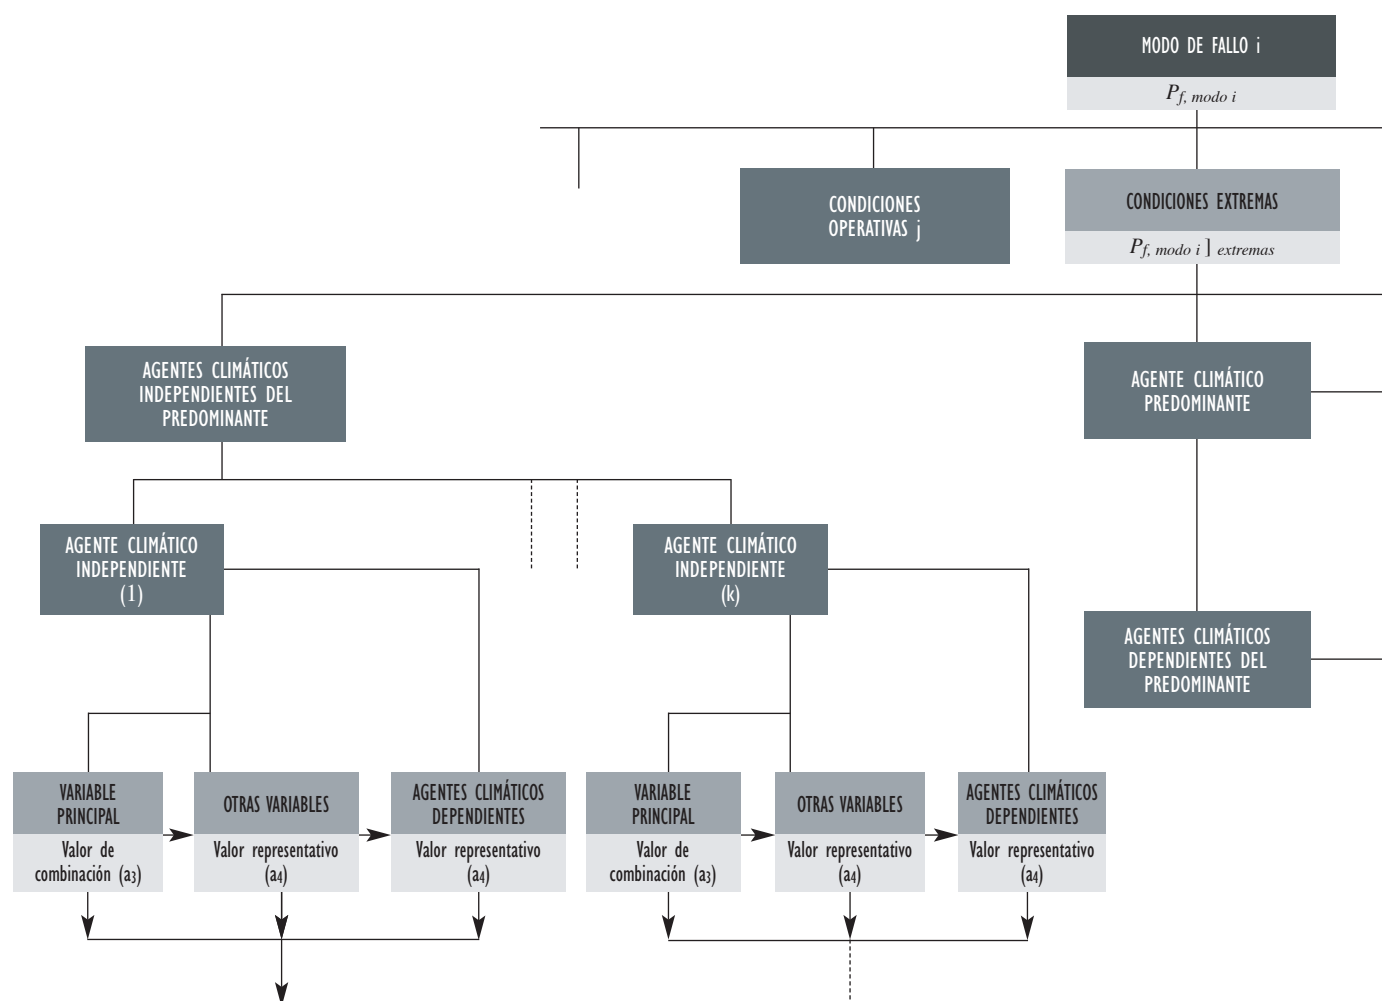 MODO DE FALLO i
Pf, modo i
CONDICIONES
OPERATIVAS j
CONDICIONES EXTREMAS
Pf, modo i ] extremas
AGENTES CLIMÁTICOS
INDEPENDIENTES DEL
PREDOMINANTE
AGENTE CLIMÁTICO
PREDOMINANTE
AGENTE CLIMÁTICO
INDEPENDIENTE
(1)
AGENTE CLIMÁTICO
INDEPENDIENTE
(k)
AGENTES CLIMÁTICOS
DEPENDIENTES DEL
PREDOMINANTE
VARIABLE
PRINCIPAL
Valor de
combinación (a3)
OTRAS VARIABLES
Valor representativo
(a4)
AGENTES CLIMÁTICOS
DEPENDIENTES
Valor representativo
(a4)
VARIABLE
PRINCIPAL
Valor de
combinación (a3)
OTRAS VARIABLES
Valor representativo
(a4)
AGENTES CLIMÁTICOS
DEPENDIENTES
Valor representativo
(a4)